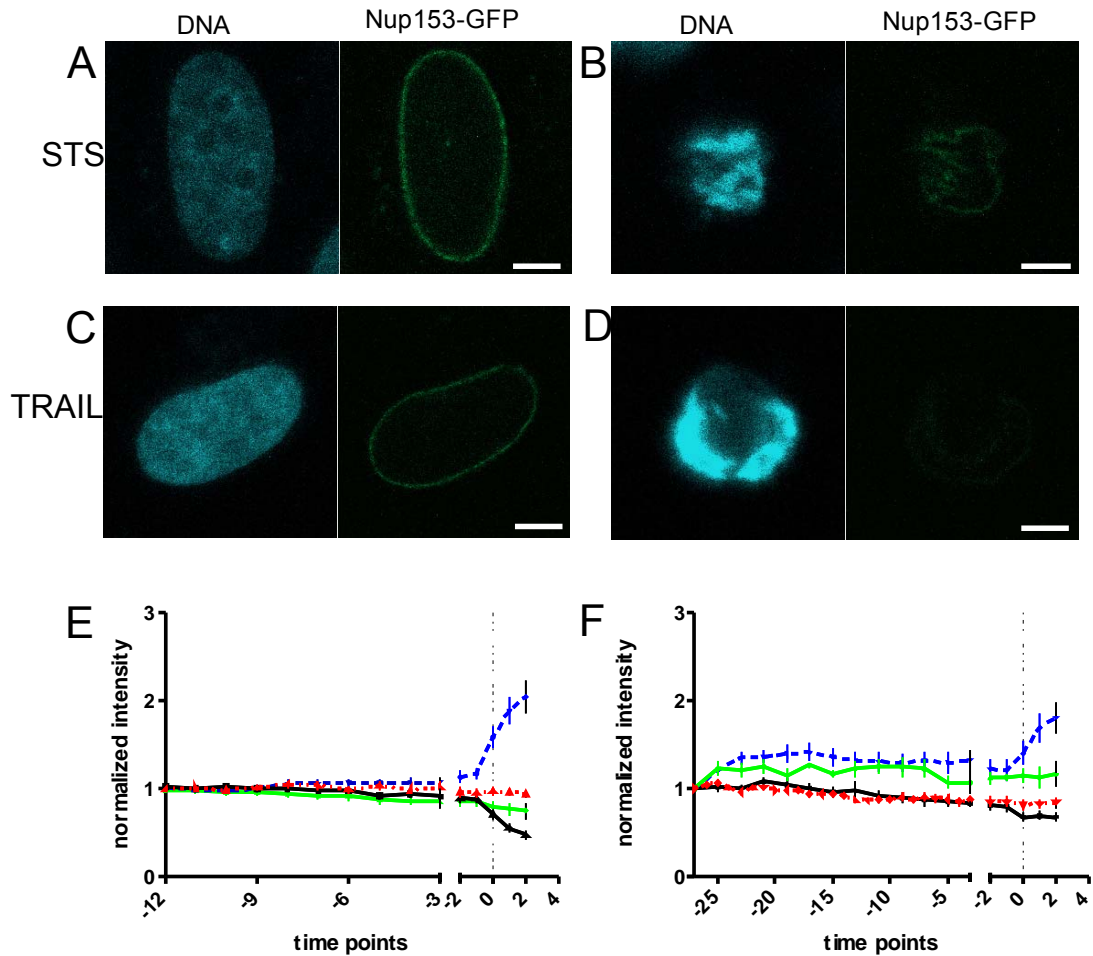 DNA
Nup153-GFP
DNA
Nup153-GFP
A
B
STS
C
D
TRAIL
E
F
normalized intensity
3
2
1
0
-12
-9
-6
-3
-2
0
2
4
time points
normalized intensity
3
2
1
0
-25
-20
-15
-10
-5
-2
0
2
4
time points